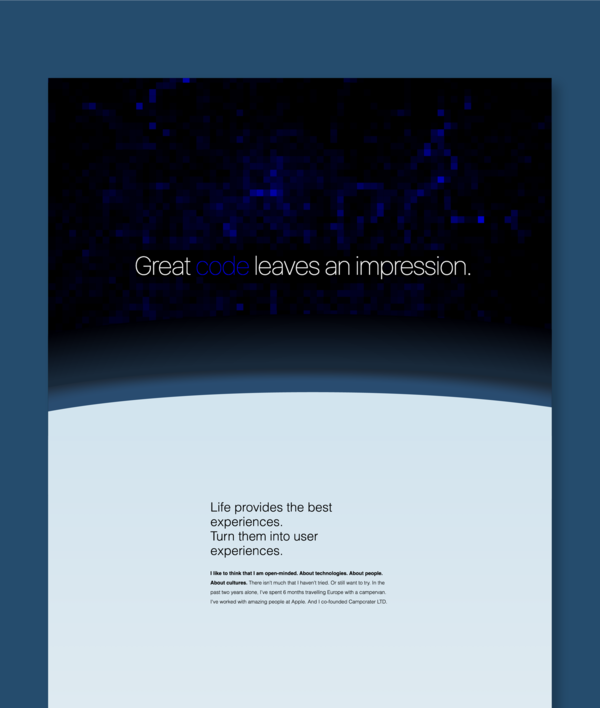 Great code leaves an impression.
Life provides the best
experiences.
Turn them into user
experiences.
I like to think that I am open-minded. About technologies. About people.
About cultures. There isn't much that I haven't tried. Or still want to try. In the
past two years alone. I've spent 6 months travelling Europe with a campervan.
I've worked with amazing people at Apple. And I co-founded Campcrater LTD.